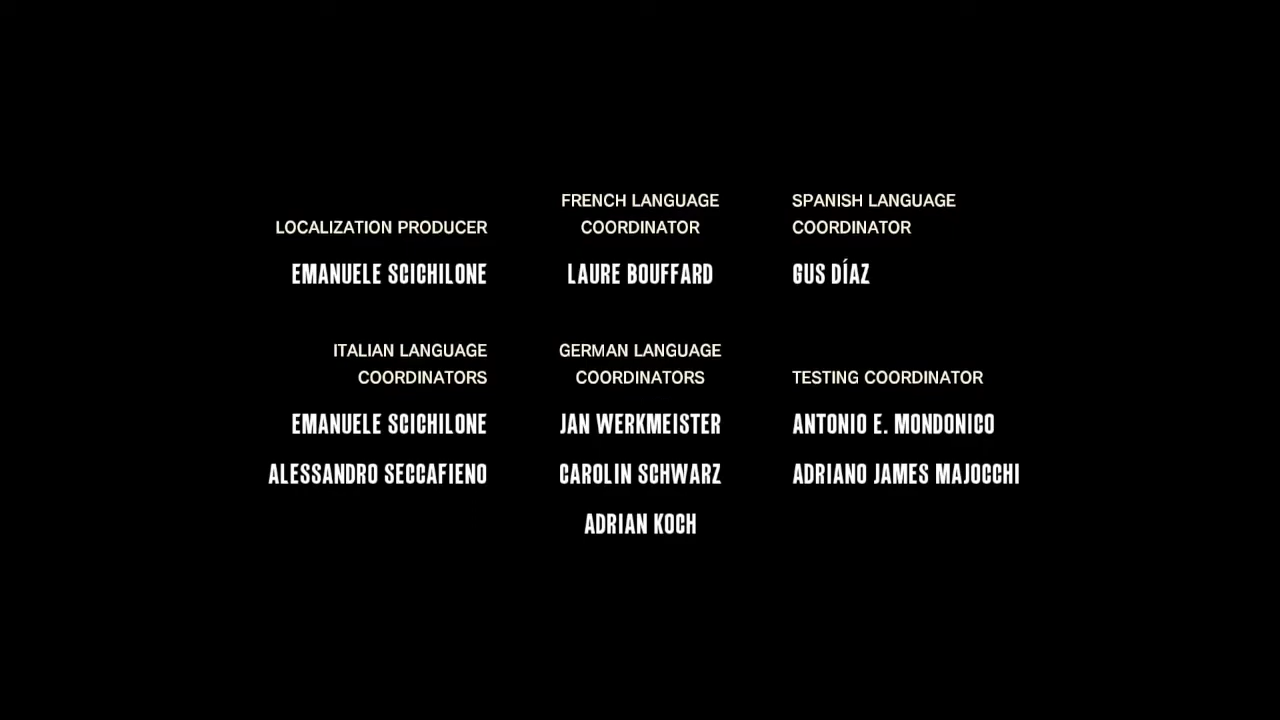 LOCALIZATION PRODUCER
EMANUELE SCICHILONE
FRENCH LANGUAGE
COORDINATOR
LAURE BOUFFARD
SPANISH LANGUAGE
COORDINATOR
GUS DÍAZ
ITALIAN LANGUAGE
COORDINATORS
EMANUELE SCICHILONE
ALESSANDRO SECCAFIENO
GERMAN LANGUAGE
COORDINATORS
JAN WERKMEISTER
CAROLIN SCHWARZ
ADRIAN KOCH
TESTING COORDINATOR
ANTONIO E. MONDONICO
ADRIANO JAMES MAJOCCHI